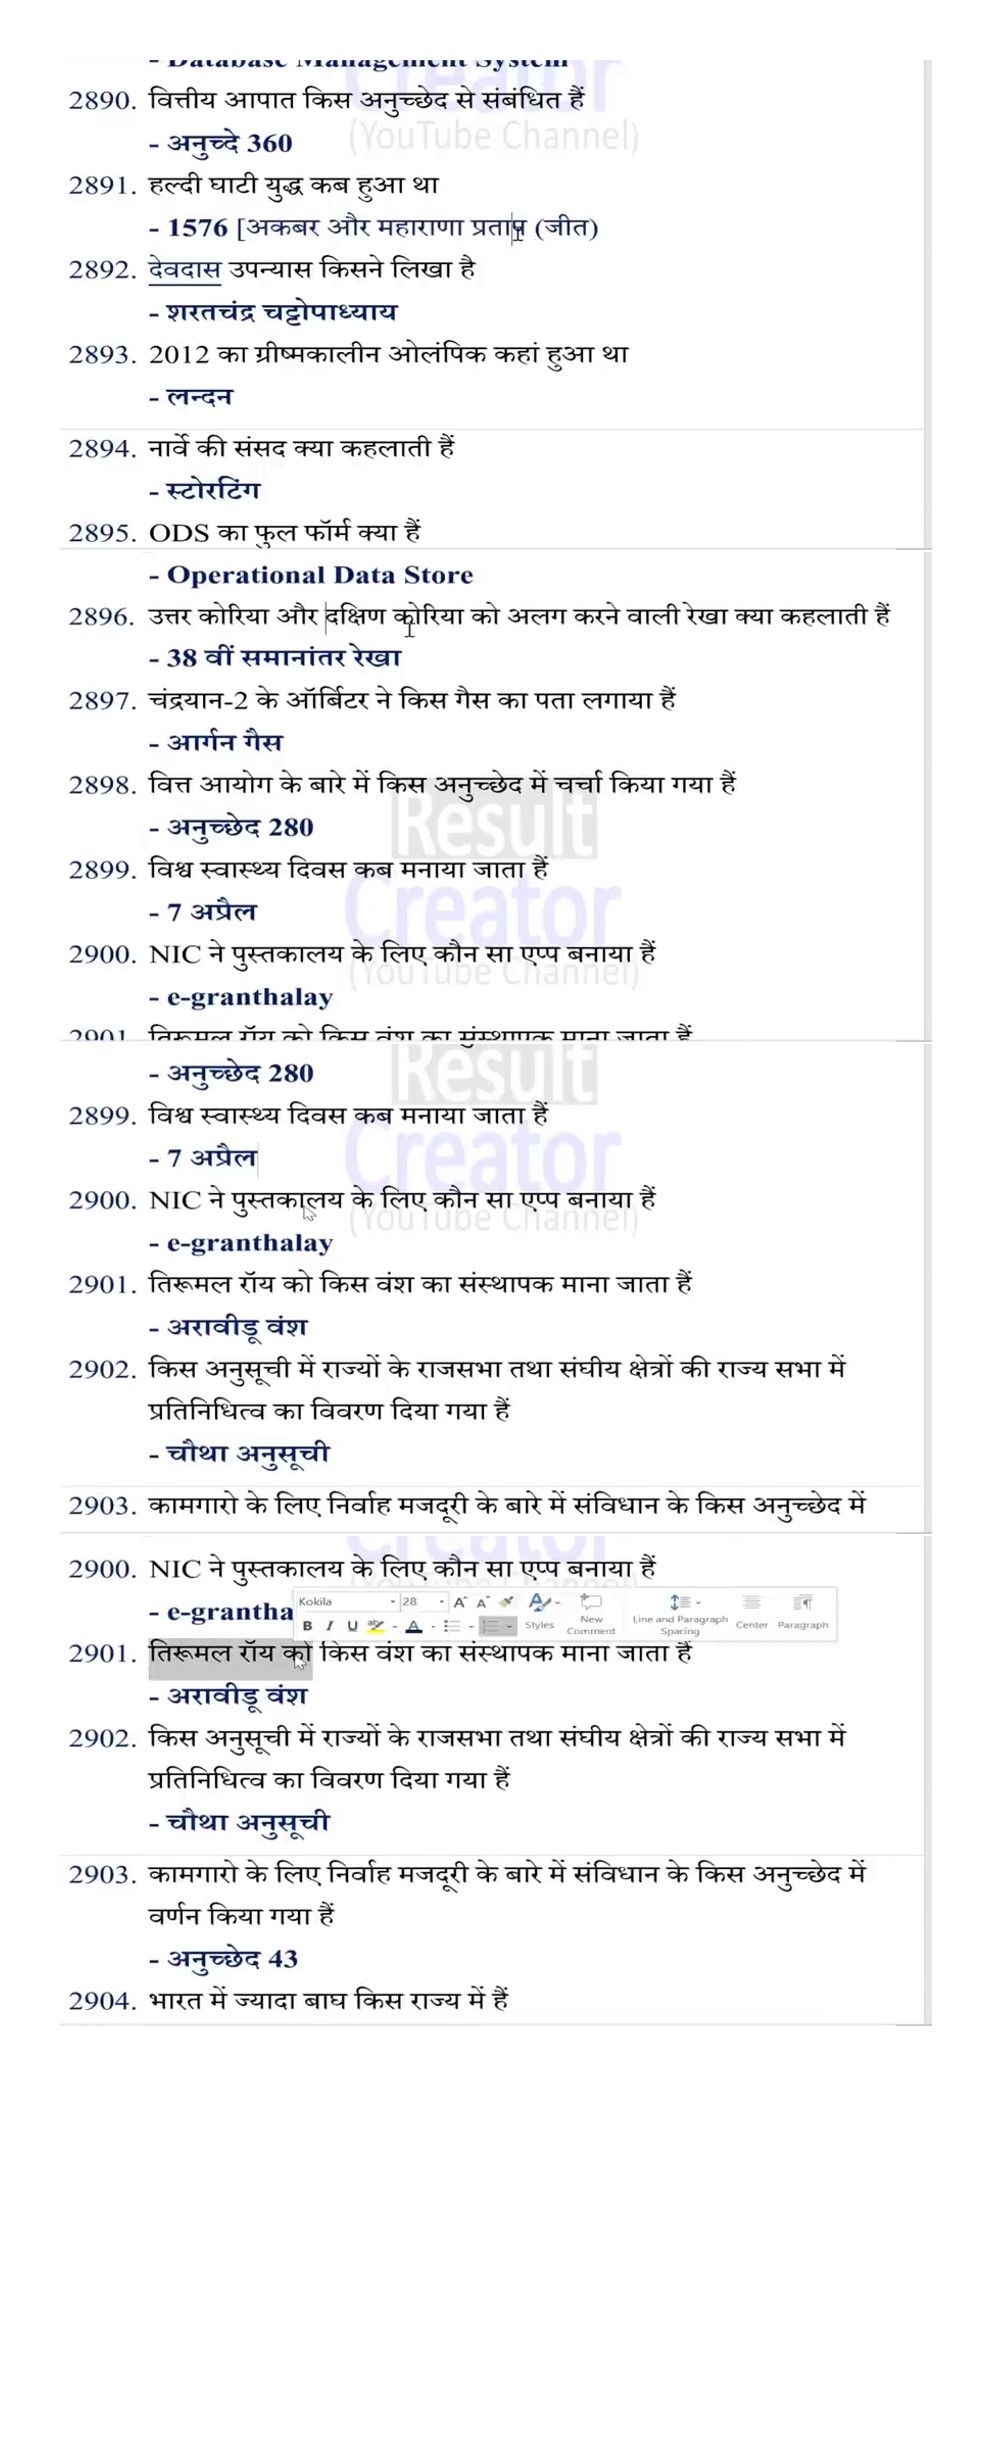 - Database Management System
2890. वित्तीय आपात किस अनुच्छेद से संबंधित हैं
(YouTube Channel)
- अनुच्दे 360
2891. हल्दी घाटी युद्ध कब हुआ था
- 1576 [अकबर और महाराणा प्रताप (जीत)
2892. देवदास उपन्यास किसने लिखा है
- शरतचंद्र चट्टोपाध्याय
2893. 2012 का ग्रीष्मकालीन ओलंपिक कहां हुआ था
- लन्दन
2894. नार्वे की संसद क्या कहलाती हैं
- स्टोरटिंग
2895. ODS का फुल फॉर्म क्या हैं
- Operational Data Store
2896. उत्तर कोरिया और दक्षिण कोरिया को अलग करने वाली रेखा क्या कहलाती हैं
- 38 वीं समानांतर रेखा
2897. चंद्रयान-2 के ऑर्बिटर ने किस गैस का पता लगाया हैं
- आर्गन गैस
2898. वित्त आयोग के बारे में किस अनुच्छेद में चर्चा किया गया हैं
Result
- अनुच्छेद 280
2899. विश्व स्वास्थ्य दिवस कब मनाया जाता हैं
Creator
- 7 अप्रैल
2900. NIC ने पुस्तकालय के लिए कौन सा एप्प बनाया हैं
(YouTube Channel)
- e-granthalay
2901. तिरूमल रॉय को किस वंश का संस्थापक माना जाता हैं
- अनुच्छेद 280
Result
2899. विश्व स्वास्थ्य दिवस कब मनाया जाता हैं
Creator
- 7 अप्रैल
2900. NIC ने पुस्तकालय के लिए कौन सा एप्प बनाया हैं
(YouTube Channel)
- e-granthalay
2901. तिरूमल रॉय को किस वंश का संस्थापक माना जाता हैं
- अरावीडू वंश
2902. किस अनुसूची में राज्यों के राजसभा तथा संघीय क्षेत्रों की राज्य सभा में
प्रतिनिधित्व का विवरण दिया गया हैं
- चौथा अनुसूची
2903. कामगारो के लिए निर्वाह मजदूरी के बारे में संविधान के किस अनुच्छेद में
2900. NIC ने पुस्तकालय के लिए कौन सा एप्प बनाया हैं
- e-grantha
Kokila 28
B I U Styles New Comment Line and Paragraph Spacing Center Paragraph
2901. तिरूमल रॉय को किस वंश का संस्थापक माना जाता हैं
- अरावीडू वंश
2902. किस अनुसूची में राज्यों के राजसभा तथा संघीय क्षेत्रों की राज्य सभा में
प्रतिनिधित्व का विवरण दिया गया हैं
- चौथा अनुसूची
2903. कामगारो के लिए निर्वाह मजदूरी के बारे में संविधान के किस अनुच्छेद में
वर्णन किया गया हैं
- अनुच्छेद 43
2904. भारत में ज्यादा बाघ किस राज्य में हैं